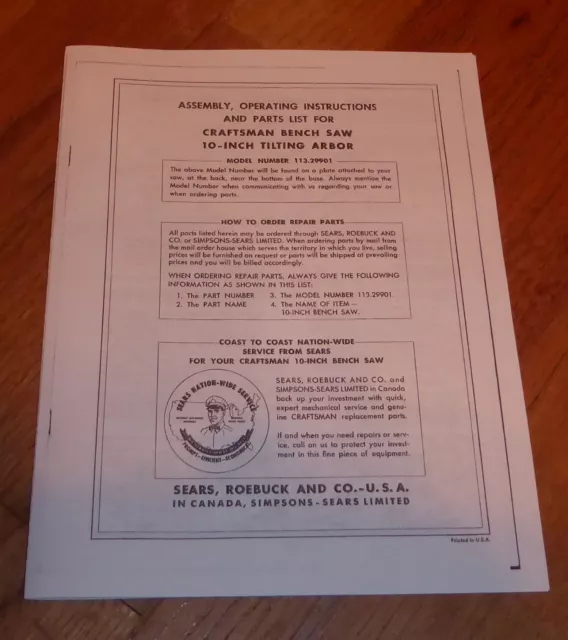 ASSEMBLY, OPERATING INSTRUCTIONS
AND PARTS LIST FOR
CRAFTSMAN BENCH SAW
10-INCH TILTING ARBOR
MODEL NUMBER 113.29901
The above Model Number will be found on a plate attached to your
saw, at the back, near the bottom of the base. Always mention the
Model Number when communicating with us regarding your saw or
when ordering parts.
HOW TO ORDER REPAIR PARTS
All parts listed herein may be ordered through SEARS, ROEBUCK AND
CO. or SIMPSONS-SEARS LIMITED. When ordering parts by mail from
the mail order house which serves the territory in which you live, selling
prices will be furnished on request or parts will be shipped at prevailing
prices and you will be billed accordingly.
WHEN ORDERING REPAIR PARTS, ALWAYS GIVE THE FOLLOWING
INFORMATION AS SHOWN IN THIS LIST:
1. The PART NUMBER 3. The MODEL NUMBER 113.29901
2. The PART NAME 4. The NAME OF ITEM—
10-INCH BENCH SAW.
COAST TO COAST NATION-WIDE
SERVICE FROM SEARS
FOR YOUR CRAFTSMAN 10-INCH BENCH SAW
SEARS NATION-WIDE SERVICE
PROMPT-EFFICIENT-ECONOMICAL
SEARS, ROEBUCK AND CO. and
SIMPSONS-SEARS LIMITED in Canada
back up your investment with quick,
expert mechanical service and genu-
ine CRAFTSMAN replacement parts.
If and when you need repairs or serv-
ice, call on us to protect your invest-
ment in this fine piece of equipment.
SEARS, ROEBUCK AND CO.-U.S.A.
IN CANADA, SIMPSONS-SEARS LIMITED
Printed in U.S.A.